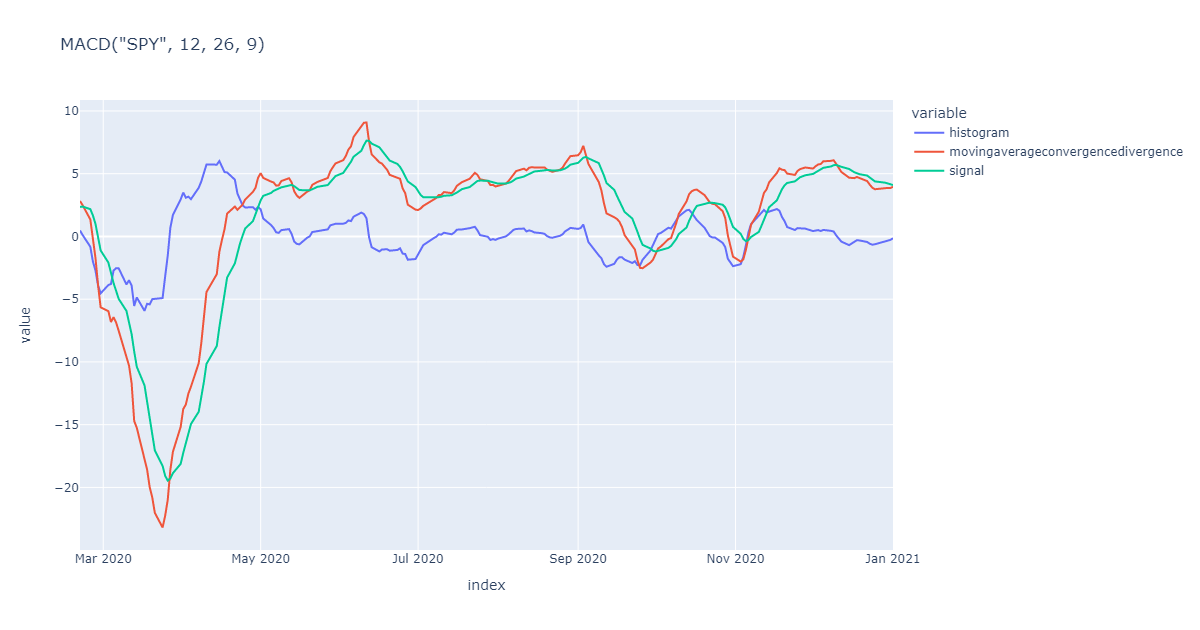 MACD("SPY", 12, 26, 9)
variable
histogram
movingaverageconvergencedivergence
signal
10
5
0
−5
−10
−15
−20
value
Mar 2020
May 2020
Jul 2020
Sep 2020
Nov 2020
Jan 2021
index